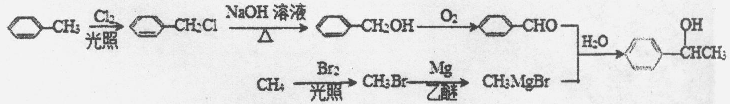 CH₃ Cl₂ 光照 CH₂Cl NaOH 溶液 △ CH₂OH O₂ CHO H₂O OH CHCH₃
CH₄ Br₂ 光照 CH₃Br Mg 乙醚 CH₃MgBr